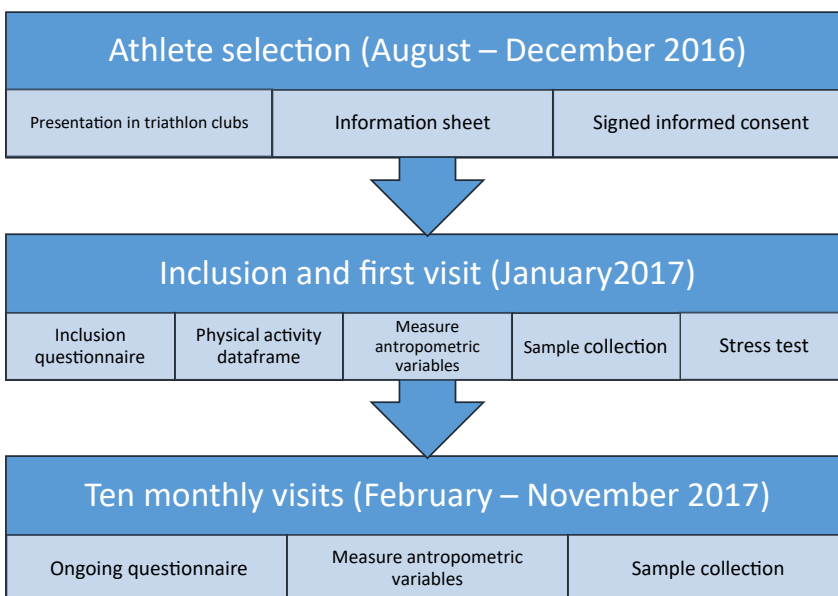 Athlete selection (August – December 2016)
Presentation in triathlon clubs
Information sheet
Signed informed consent
Inclusion and first visit (January2017)
Inclusion
questionnaire
Physical activity
dataframe
Measure
antropometric
variables
Sample collection
Stress test
Ten monthly visits (February – November 2017)
Ongoing questionnaire
Measure antropometric
variables
Sample collection